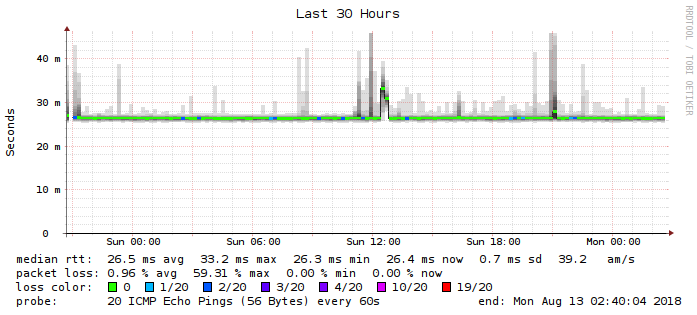 Last 30 Hours
RRDTOOL / TOBI OETIKER
Seconds
40 m
30 m
20 m
10 m
0
Sun 00:00 Sun 06:00 Sun 12:00 Sun 18:00 Mon 00:00
median rtt: 26.5 ms avg 33.2 ms max 26.3 ms min 26.4 ms now 0.7 ms sd 39.2 am/s
packet loss: 0.96 % avg 59.31 % max 0.00 % min 0.00 % now
loss color: 0 1/20 2/20 3/20 4/20 10/20 19/20
probe: 20 ICMP Echo Pings (56 Bytes) every 60s end: Mon Aug 13 02:40:04 2018